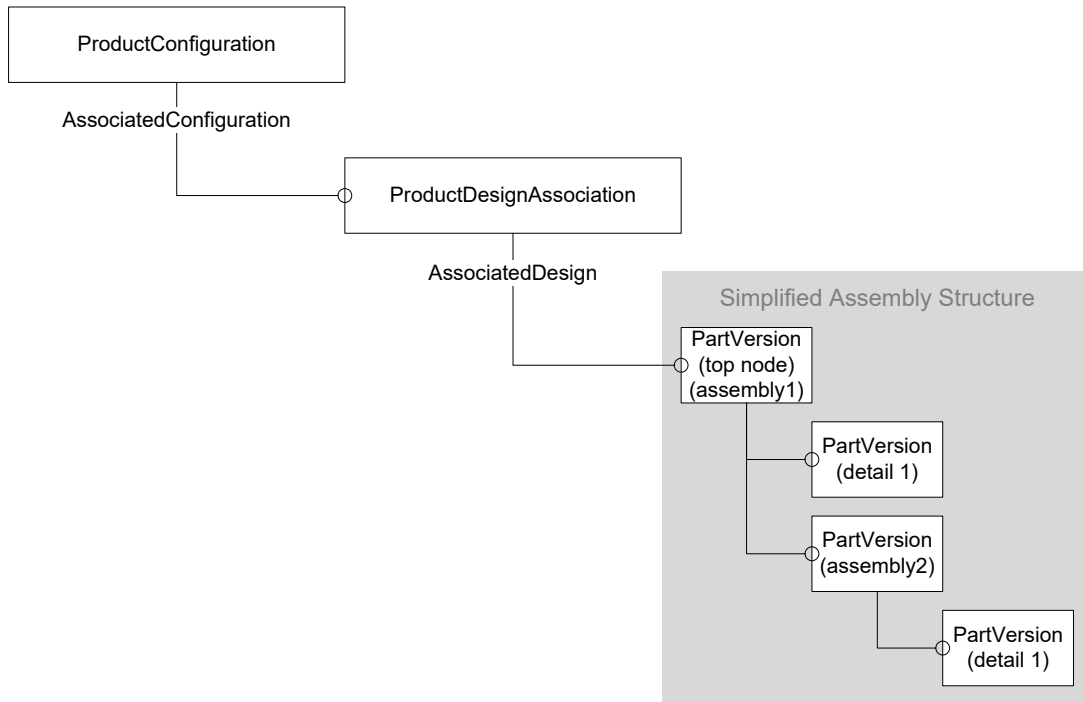 ProductConfiguration
AssociatedConfiguration
ProductDesignAssociation
AssociatedDesign
Simplified Assembly Structure
PartVersion
(top node)
(assembly1)
PartVersion
(detail 1)
PartVersion
(assembly2)
PartVersion
(detail 1)